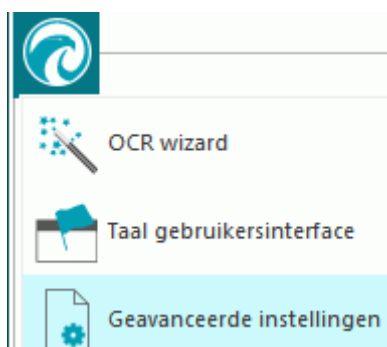 OCR wizard
Taal gebruikersinterface
Geavanceerde instellingen